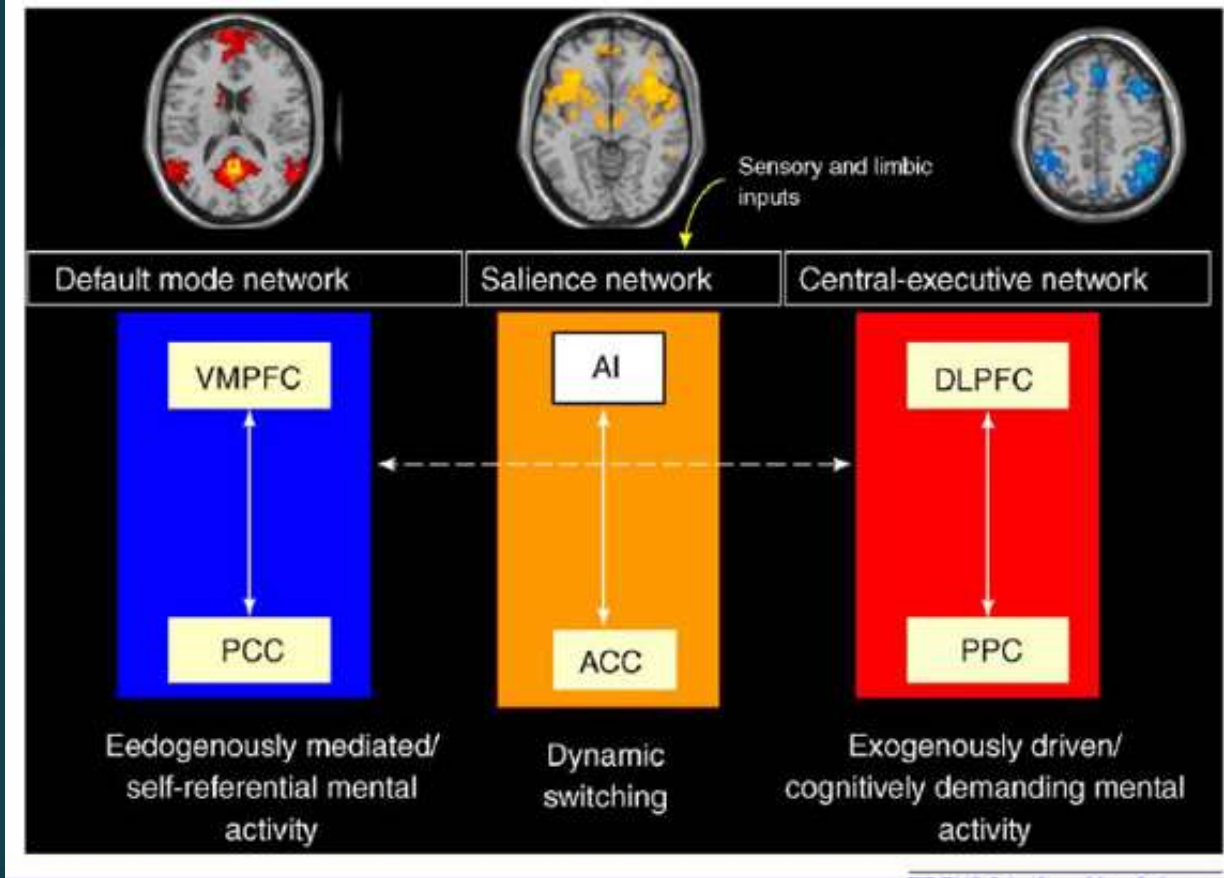 Sensory and limbic
inputs
Default mode network
Salience network
Central-executive network
VMPFC
AI
DLPFC
PCC
ACC
PPC
Eedogenously mediated/
self-referential mental
activity
Dynamic
switching
Exogenously driven/
cognitively demanding mental
activity